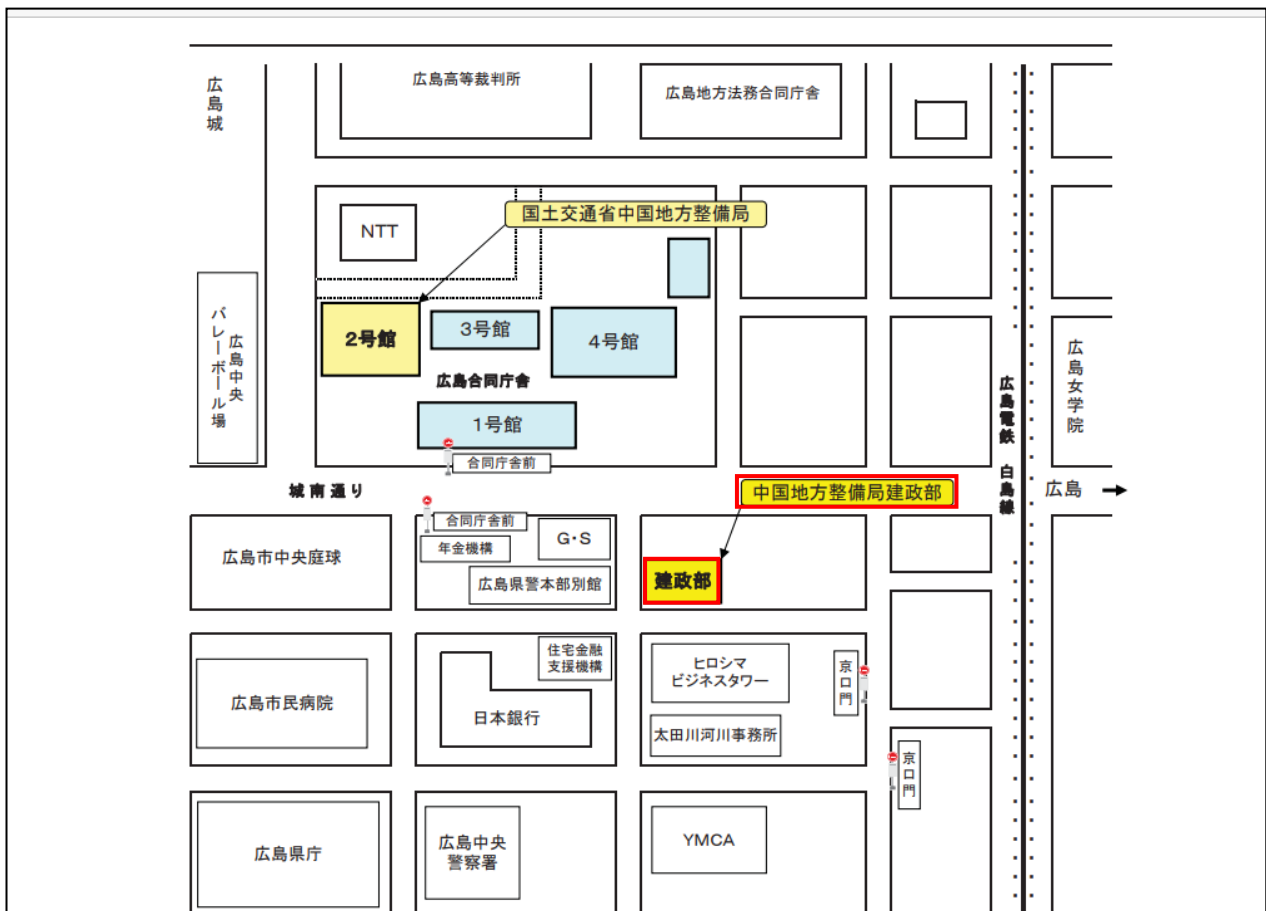 広島城
広島高等裁判所
広島地方法務合同庁舎
NTT
国土交通省中国地方整備局
2号館
3号館
4号館
広島合同庁舎
1号館
合同庁舎前
広島中央
バレーボール場
広島女学院
広島電鉄 白島線
城南通り
中国地方整備局建政部
広島
合同庁舎前
年金機構
G・S
広島県警本部別館
広島市中央庭球
建政部
住宅金融
支援機構
日本銀行
広島市民病院
ヒロシマ
ビジネスタワー
太田川河川事務所
京口門
京口門
広島県庁
広島中央
警察署
YMCA